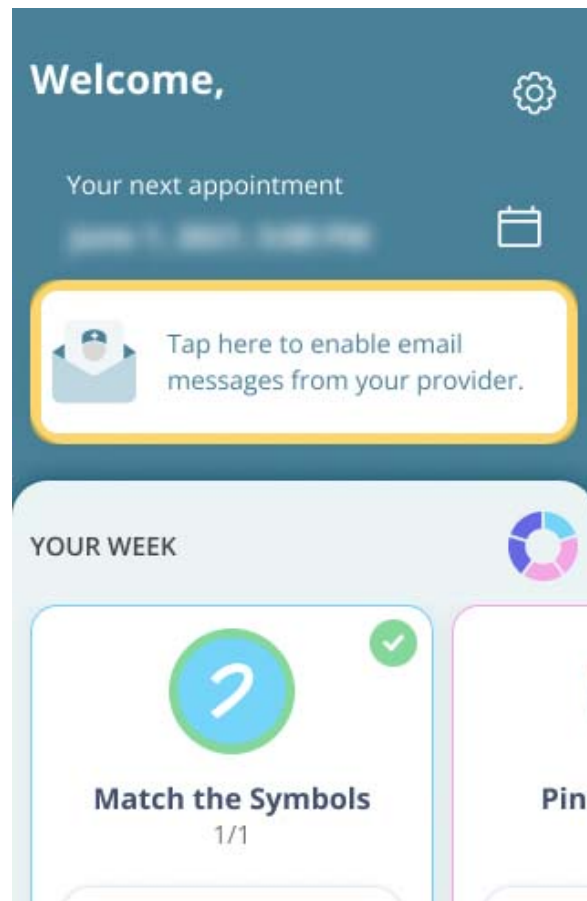 Welcome,
Your next appointment
Tap here to enable email
messages from your provider.
YOUR WEEK
Match the Symbols
Pin
1/1